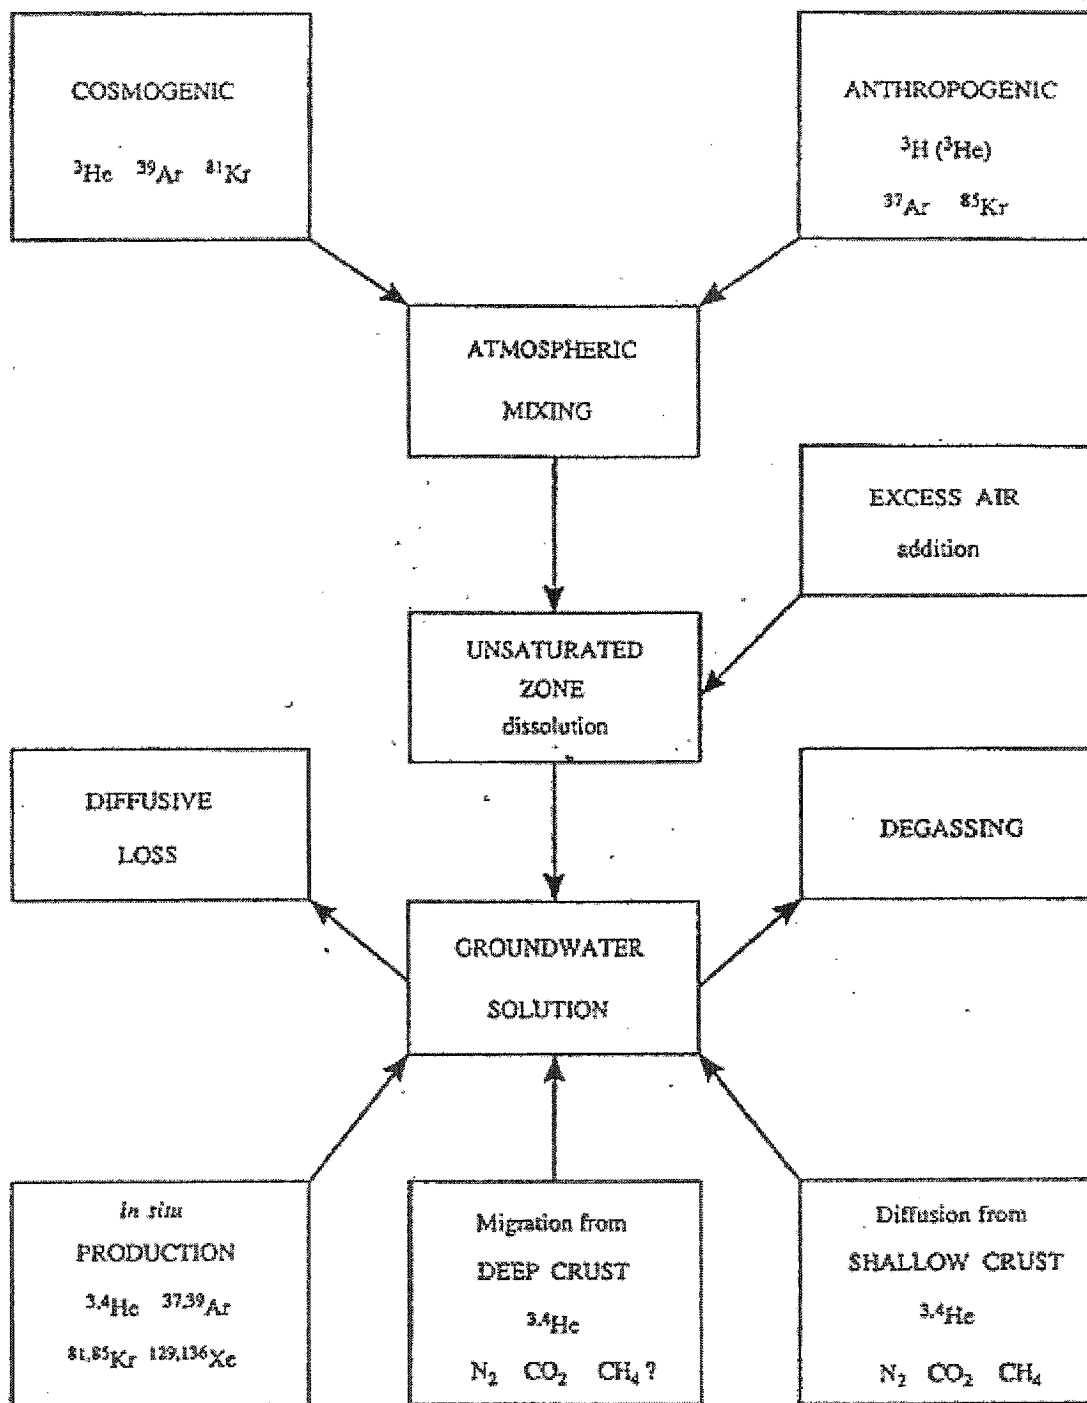 COSMOGENIC
³He ³⁹Ar ⁸¹Kr
ANTHROPOGENIC
³H (³He)
³⁷Ar ⁸⁵Kr
ATMOSPHERIC
MIXING
EXCESS AIR
addition
UNSATURATED
ZONE
dissolution
DIFFUSIVE
LOSS
DEGASSING
GROUNDWATER
SOLUTION
in situ
PRODUCTION
³,⁴He ³⁷,³⁹Ar
⁸¹,⁸⁵Kr ¹²⁹,¹³⁶Xe
Migration from
DEEP CRUST
³,⁴He
N₂ CO₂ CH₄ ?
Diffusion from
SHALLOW CRUST
³,⁴He
N₂ CO₂ CH₄